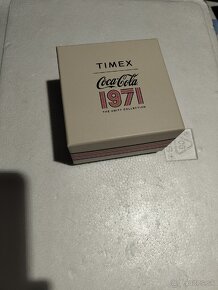 TIMEX
Coca-Cola
1971
THE UNITY COLLECTION